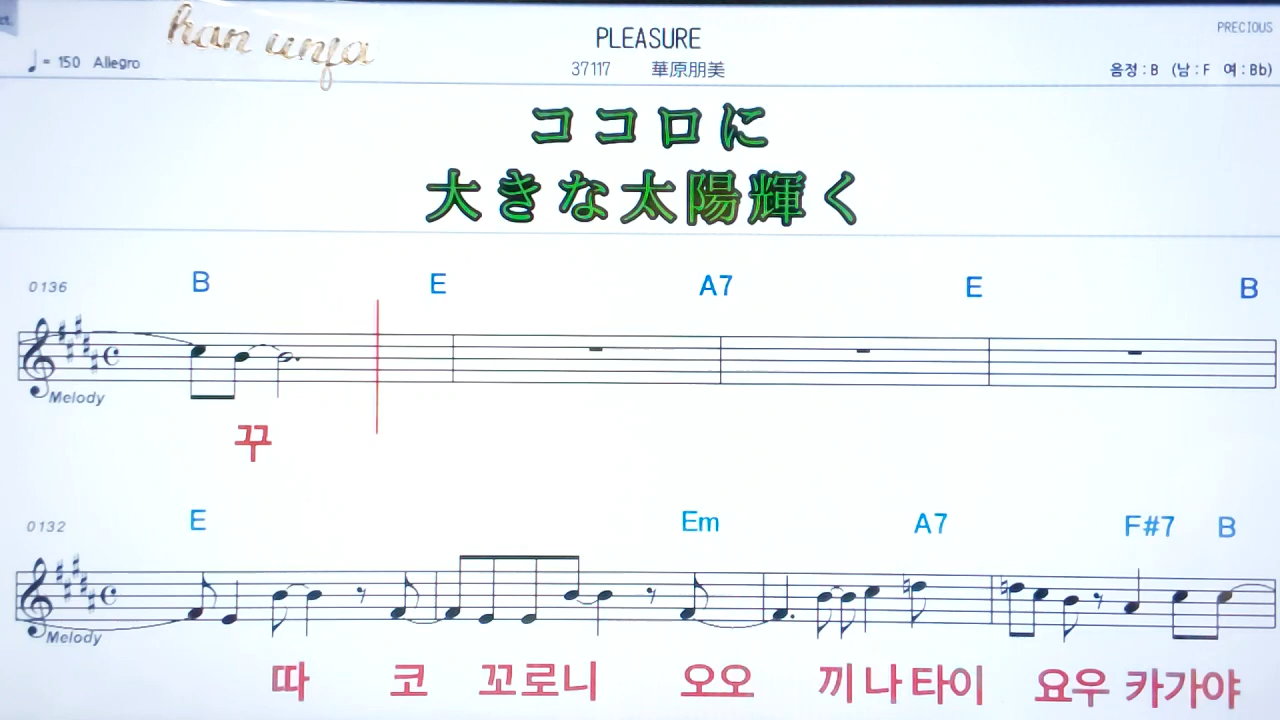 han unja
PLEASURE
PRECIOUS
♩= 150 Allegro
37117 華原朋美
음정 : B (남 : F 여 : Bb)
ココロに
大きな太陽輝く
0136
B E A7 E B
Melody
꾸
0132
E Em A7 F#7 B
Melody
따 코 꼬로니 오오 끼나타이 요우 카가야